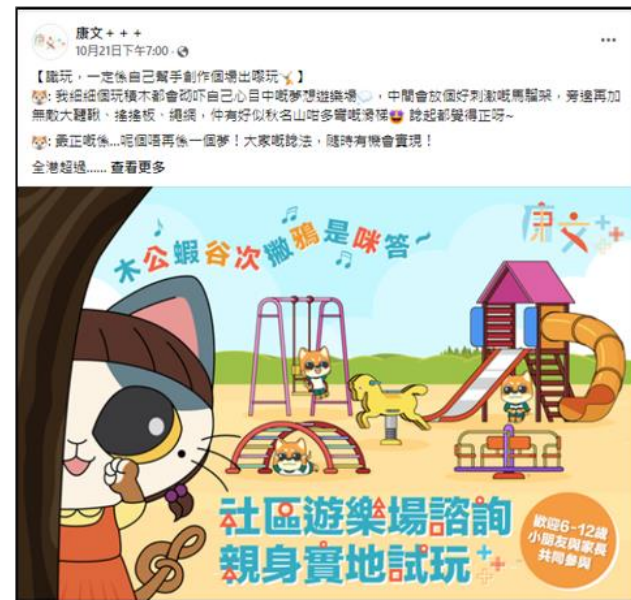 唐文+++
10月21日下午7:00 ·
【識玩，一定係自己幫手創作個場出嚟玩🤸】
🐶: 我細細個玩積木都會砌吓自己心目中嘅夢想遊樂場💭，中間會放個好刺激嘅馬騮架，旁邊再加
無敵大韆鞦、搖搖板、繩網，仲有好似秋名山咁多彎嘅滑梯🤩 諗起都覺得正呀~
🐶: 最正嘅係...呢個唔再係一個夢！大家嘅諗法，隨時有機會實現！
全港超過...... 查看更多
康文++
木公蝦谷次撇鴉是咪答~
社區遊樂場諮詢
親身實地試玩
歡迎6-12歲
小朋友與家長
共同參與